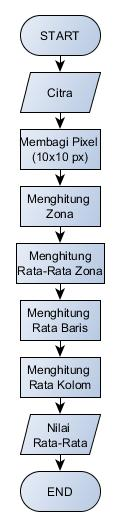 START
Citra
Membagi Pixel
(10x10 px)
Menghitung
Zona
Menghitung
Rata-Rata Zona
Menghitung
Rata Baris
Menghitung
Rata Kolom
Nilai
Rata-Rata
END